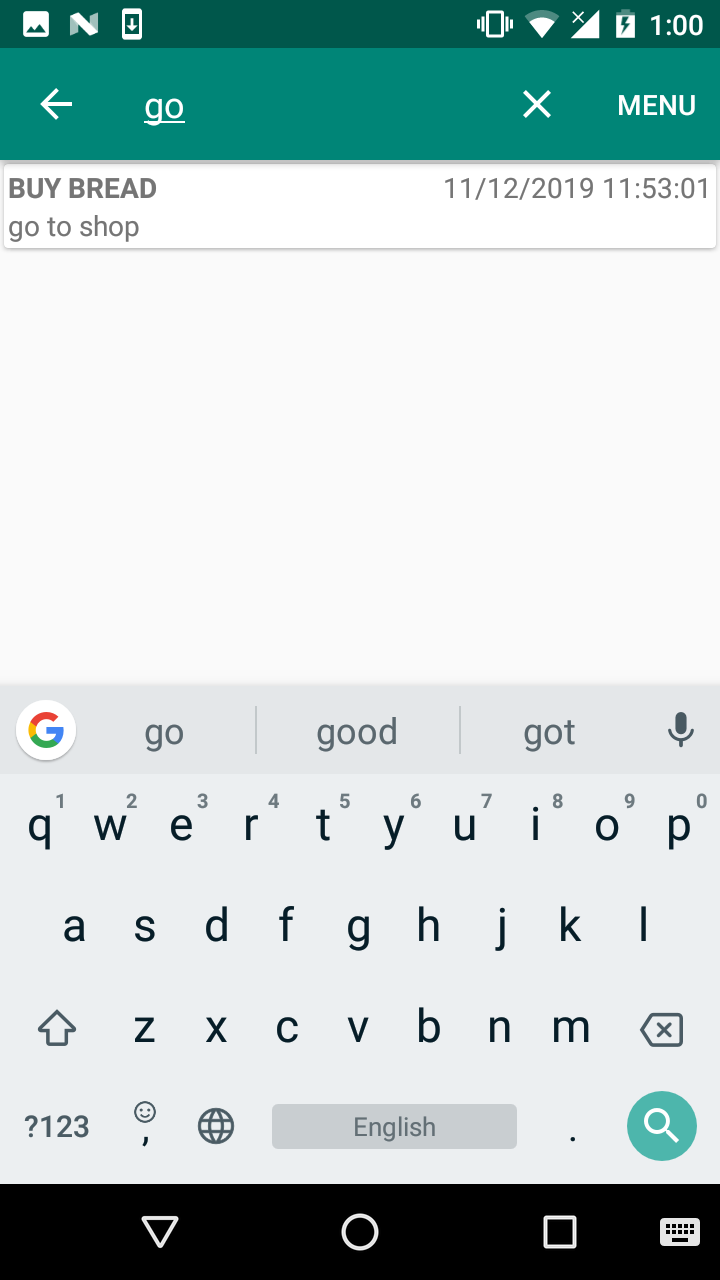 1:00
go MENU
BUY BREAD 11/12/2019 11:53:01
go to shop
go good got
q1 w2 e3 r4 t5 y6 u7 i8 o9 p0
a s d f g h j k l
z x c v b n m
?123 , English .